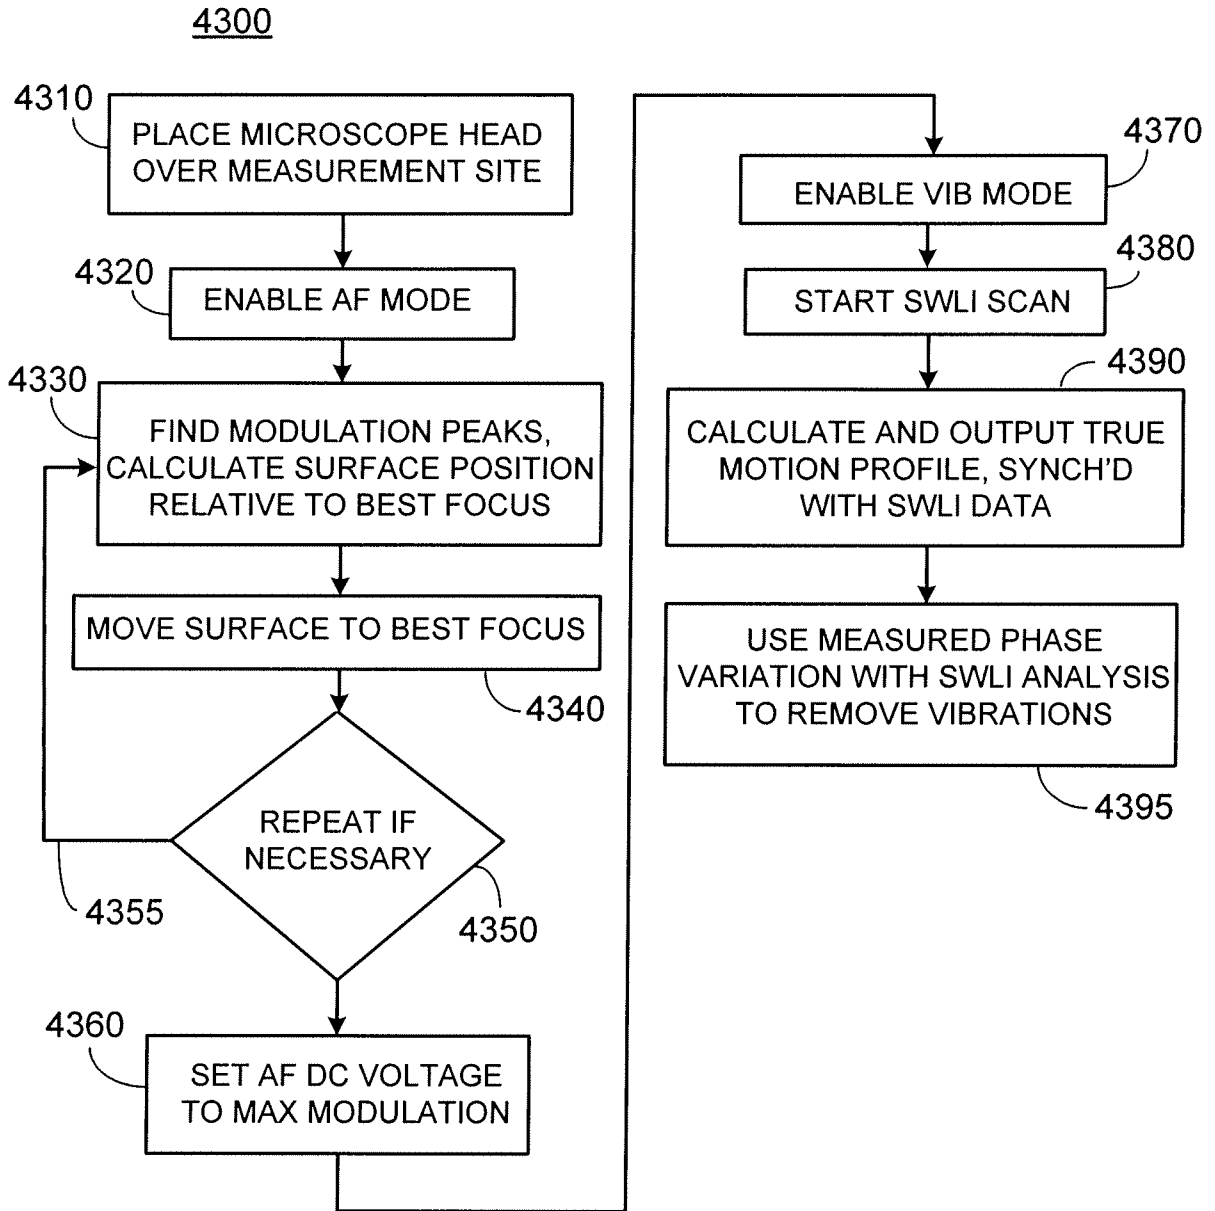 4300
4310
PLACE MICROSCOPE HEAD
OVER MEASUREMENT SITE
4320
ENABLE AF MODE
4330
FIND MODULATION PEAKS,
CALCULATE SURFACE POSITION
RELATIVE TO BEST FOCUS
MOVE SURFACE TO BEST FOCUS
4340
REPEAT IF
NECESSARY
4355
4350
4360
SET AF DC VOLTAGE
TO MAX MODULATION
4370
ENABLE VIB MODE
4380
START SWLI SCAN
4390
CALCULATE AND OUTPUT TRUE
MOTION PROFILE, SYNCH'D
WITH SWLI DATA
USE MEASURED PHASE
VARIATION WITH SWLI ANALYSIS
TO REMOVE VIBRATIONS
4395